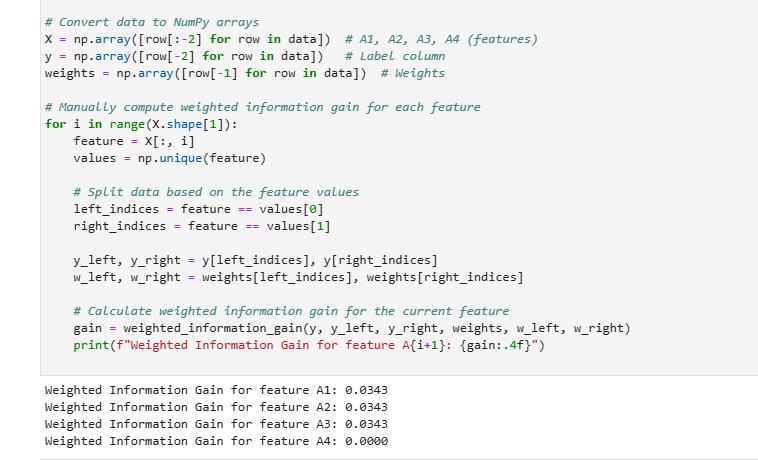 # Convert data to NumPy arrays
X = np.array([row[:-2] for row in data])  # A1, A2, A3, A4 (features)
y = np.array([row[-2] for row in data])   # Label column
weights = np.array([row[-1] for row in data])  # Weights
# Manually compute weighted information gain for each feature
for i in range(X.shape[1]):
    feature = X[:, i]
    values = np.unique(feature)
    # Split data based on the feature values
    left_indices = feature == values[0]
    right_indices = feature == values[1]
    y_left, y_right = y[left_indices], y[right_indices]
    w_left, w_right = weights[left_indices], weights[right_indices]
    # Calculate weighted information gain for the current feature
    gain = weighted_information_gain(y, y_left, y_right, weights, w_left, w_right)
    print(f"Weighted Information Gain for feature A{i+1}: {gain:.4f}")
Weighted Information Gain for feature A1: 0.0343
Weighted Information Gain for feature A2: 0.0343
Weighted Information Gain for feature A3: 0.0343
Weighted Information Gain for feature A4: 0.0000